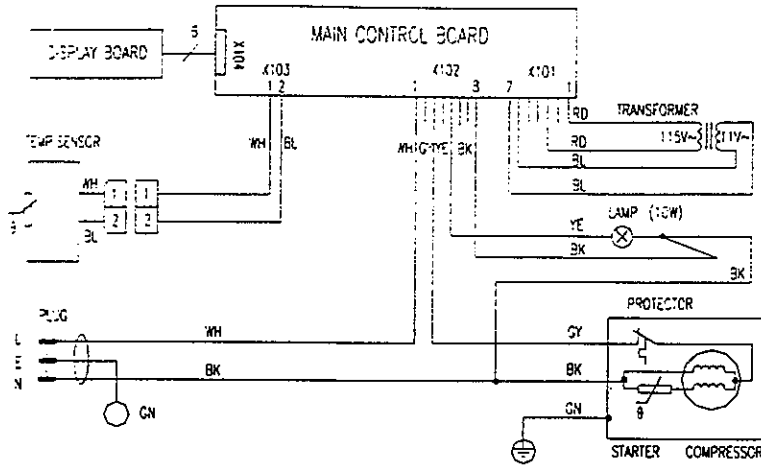 MAIN CONTROL BOARD
DISPLAY BOARD
X104
X103
1 2
X102
3
7
X101
1
RD
TRANSFORMER
115V~
11V~
RD
BL
BL
TEMP SENSOR
WH
BL
WH
GY
YE
BK
WH
1
1
2
2
BL
LAMP (10W)
YE
BK
BK
PLUG
L
E
N
WH
BK
GN
PROTECTOR
GY
BK
GN
θ
STARTER
COMPRESSOR